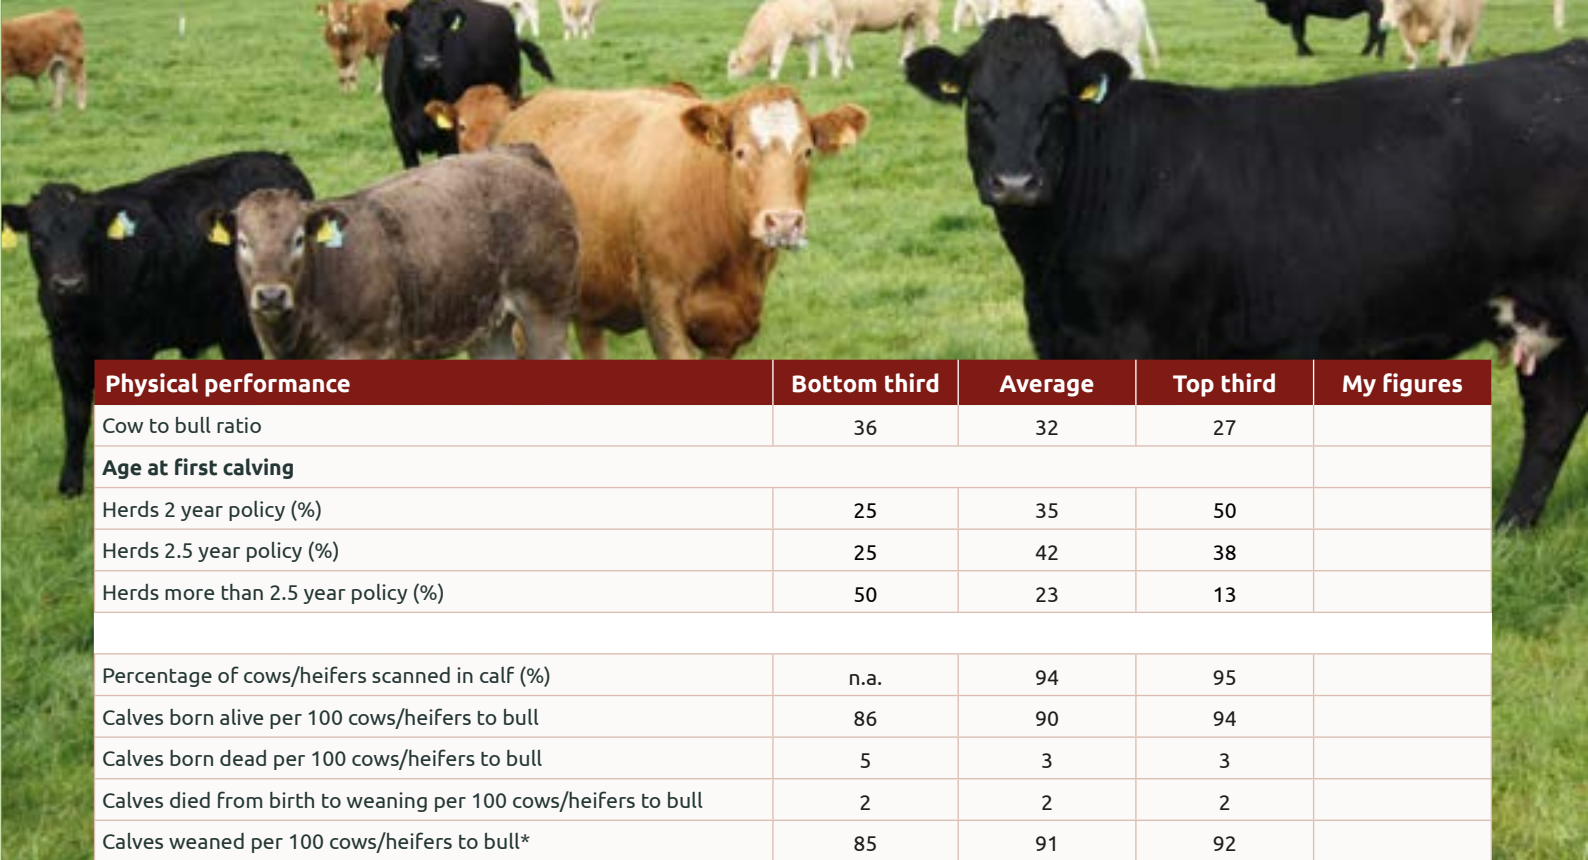 Physical performance Bottom third Average Top third My figures
Cow to bull ratio 36 32 27
Age at first calving
Herds 2 year policy (%) 25 35 50
Herds 2.5 year policy (%) 25 42 38
Herds more than 2.5 year policy (%) 50 23 13
Percentage of cows/heifers scanned in calf (%) n.a. 94 95
Calves born alive per 100 cows/heifers to bull 86 90 94
Calves born dead per 100 cows/heifers to bull 5 3 3
Calves died from birth to weaning per 100 cows/heifers to bull 2 2 2
Calves weaned per 100 cows/heifers to bull* 85 91 92